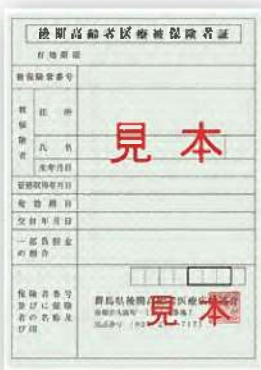 後期高齢者医療被保険者証
有効期限
被保険者番号
被保険者
住 所
氏 名
生年月日
資格取得年月日
発効期日
交付年月日
一部負担金
の割合
保険者番号
並びに保険
者の名称及
び印
群馬県後期高齢者医療広域連合
見本
見本